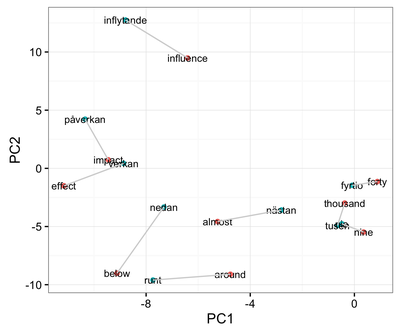 inflytande
influence
10
påverkan
5
PC2
impact
verkan
0
effect
fyrtio
forty
thousand
nedan
nästan
almost
-5
tusen
nine
below
around
runt
-10
-8
-4
0
PC1